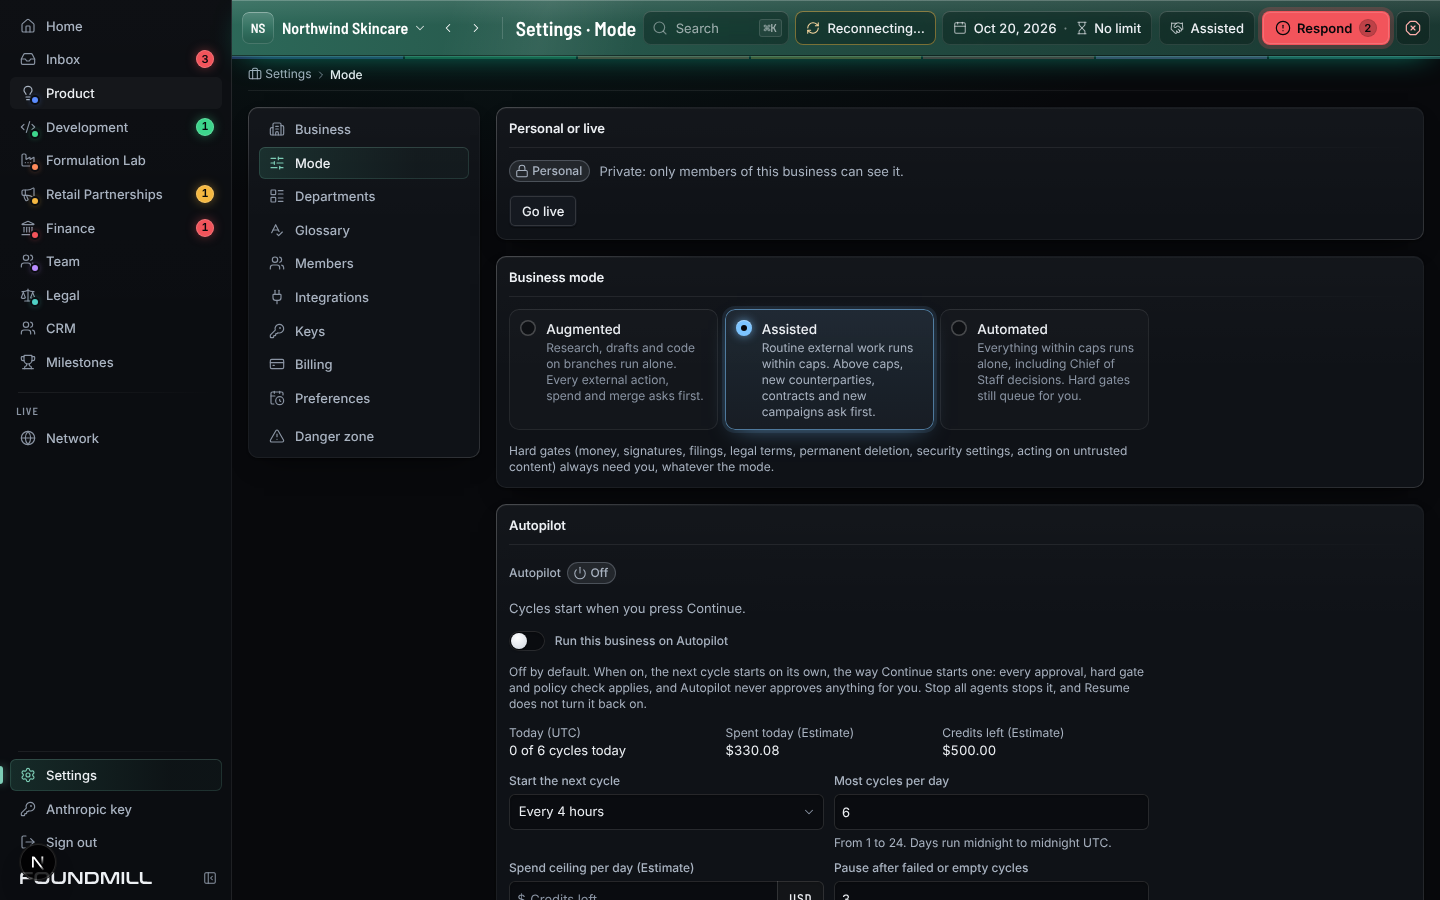 Home
Inbox
3
Product
Development
1
Formulation Lab
Retail Partnerships
1
Finance
1
Team
Legal
CRM
Milestones
LIVE
Network
Settings
Anthropic key
Sign out
N
FOUNDMILL
NS
Northwind Skincare
Settings · Mode
Search
⌘K
Reconnecting...
Oct 20, 2026 · No limit
Assisted
Respond
2
Settings > Mode
Business
Mode
Departments
Glossary
Members
Integrations
Keys
Billing
Preferences
Danger zone
Personal or live
Personal
Private: only members of this business can see it.
Go live
Business mode
Augmented
Research, drafts and code
on branches run alone.
Every external action,
spend and merge asks first.
Assisted
Routine external work runs
within caps. Above caps,
new counterparties,
contracts and new
campaigns ask first.
Automated
Everything within caps runs
alone, including Chief of
Staff decisions. Hard gates
still queue for you.
Hard gates (money, signatures, filings, legal terms, permanent deletion, security settings, acting on untrusted
content) always need you, whatever the mode.
Autopilot
Autopilot
Off
Cycles start when you press Continue.
Run this business on Autopilot
Off by default. When on, the next cycle starts on its own, the way Continue starts one: every approval, hard gate
and policy check applies, and Autopilot never approves anything for you. Stop all agents stops it, and Resume
does not turn it back on.
Today (UTC)
0 of 6 cycles today
Spent today (Estimate)
$330.08
Credits left (Estimate)
$500.00
Start the next cycle
Every 4 hours
Most cycles per day
6
From 1 to 24. Days run midnight to midnight UTC.
Spend ceiling per day (Estimate)
$ Credits left
USD
Pause after failed or empty cycles
3